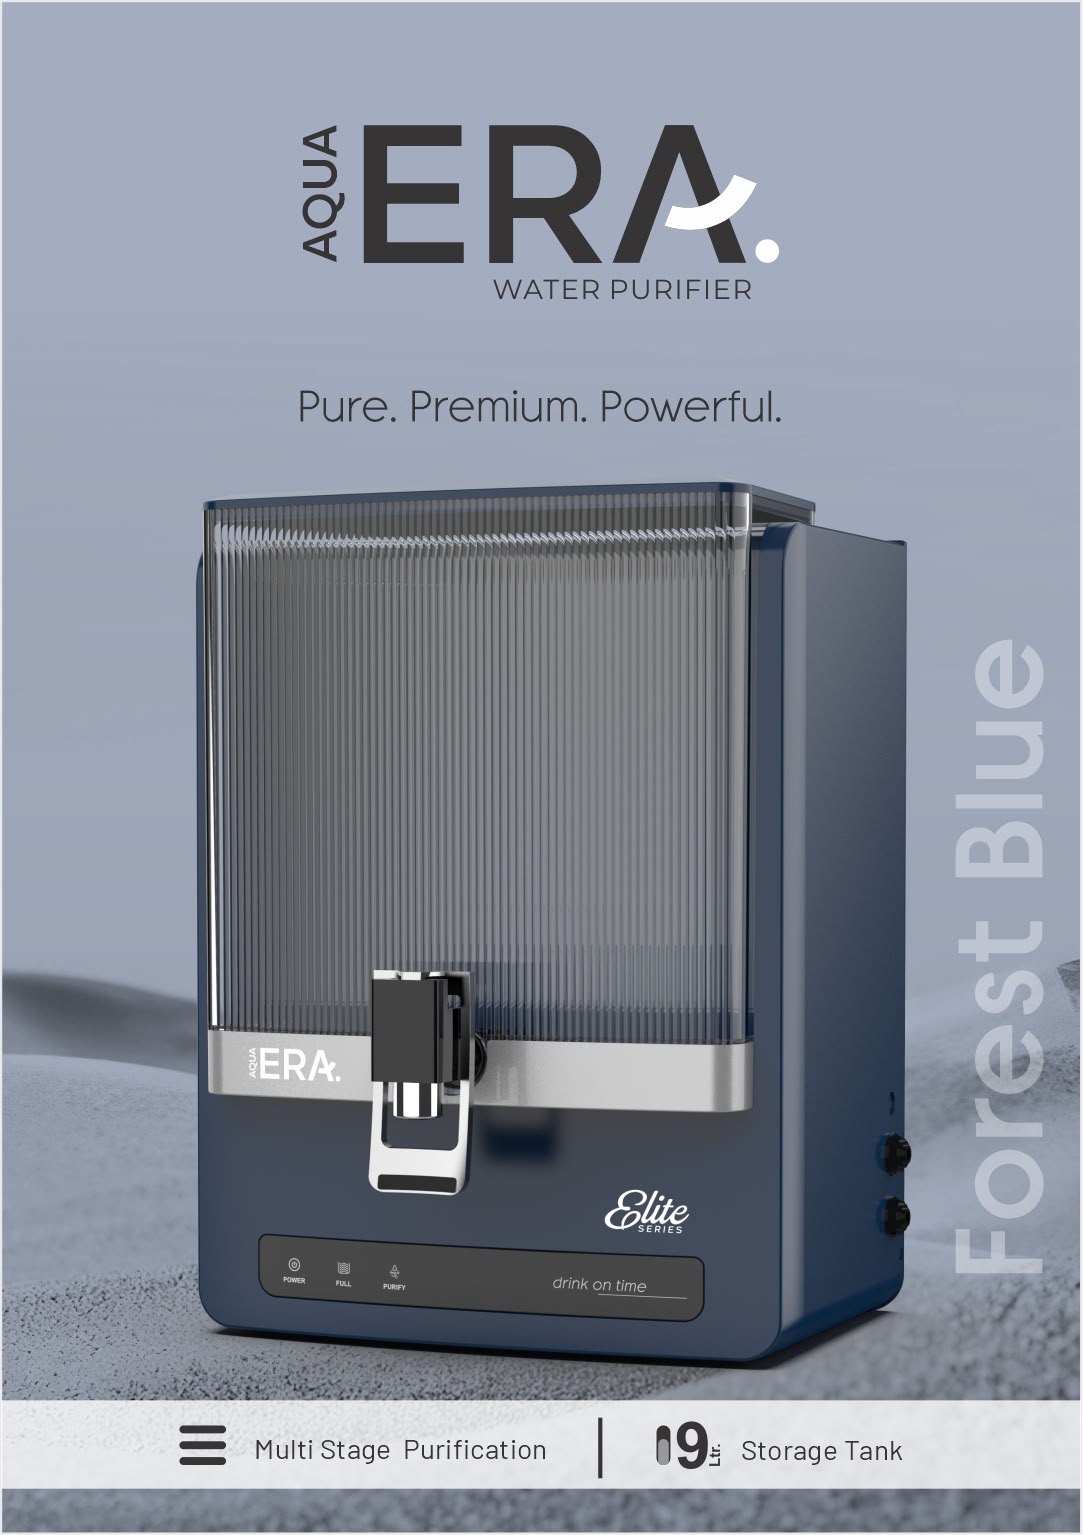 AQUA
ERA.
WATER PURIFIER
Pure. Premium. Powerful.
Forest Blue
AQUA
ERA.
Elite
SERIES
POWER
FULL
PURIFY
drink on time
Multi Stage Purification
9 Ltr. Storage Tank